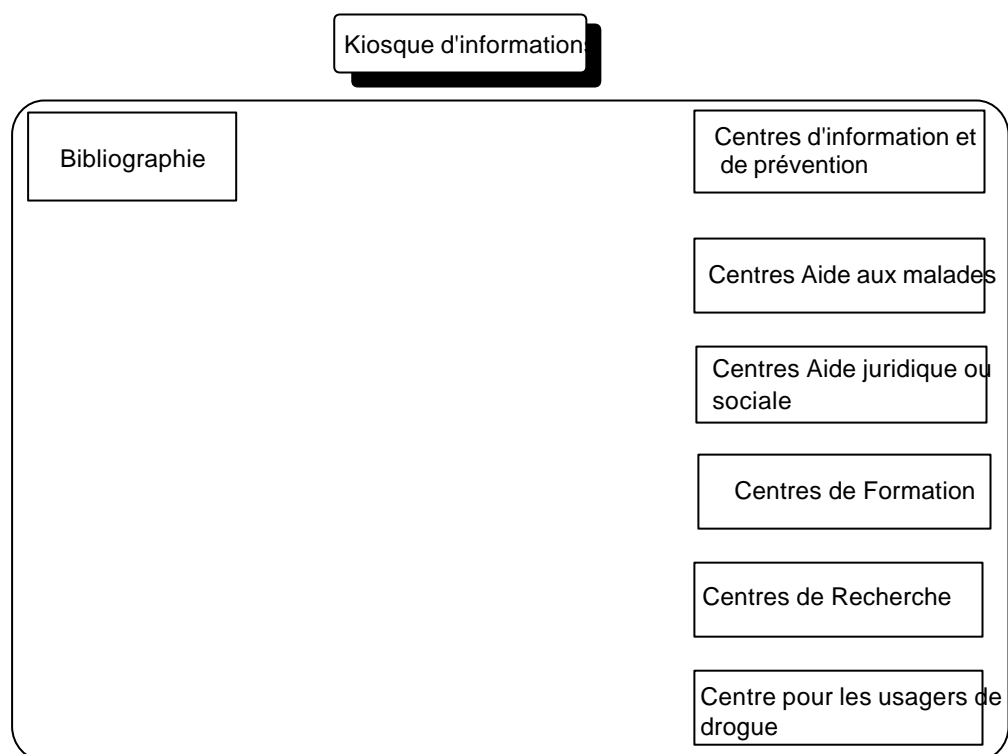 Kiosque d'informations
Bibliographie
Centres d'information et
de prévention
Centres Aide aux malades
Centres Aide juridique ou
sociale
Centres de Formation
Centres de Recherche
Centre pour les usagers de
drogue